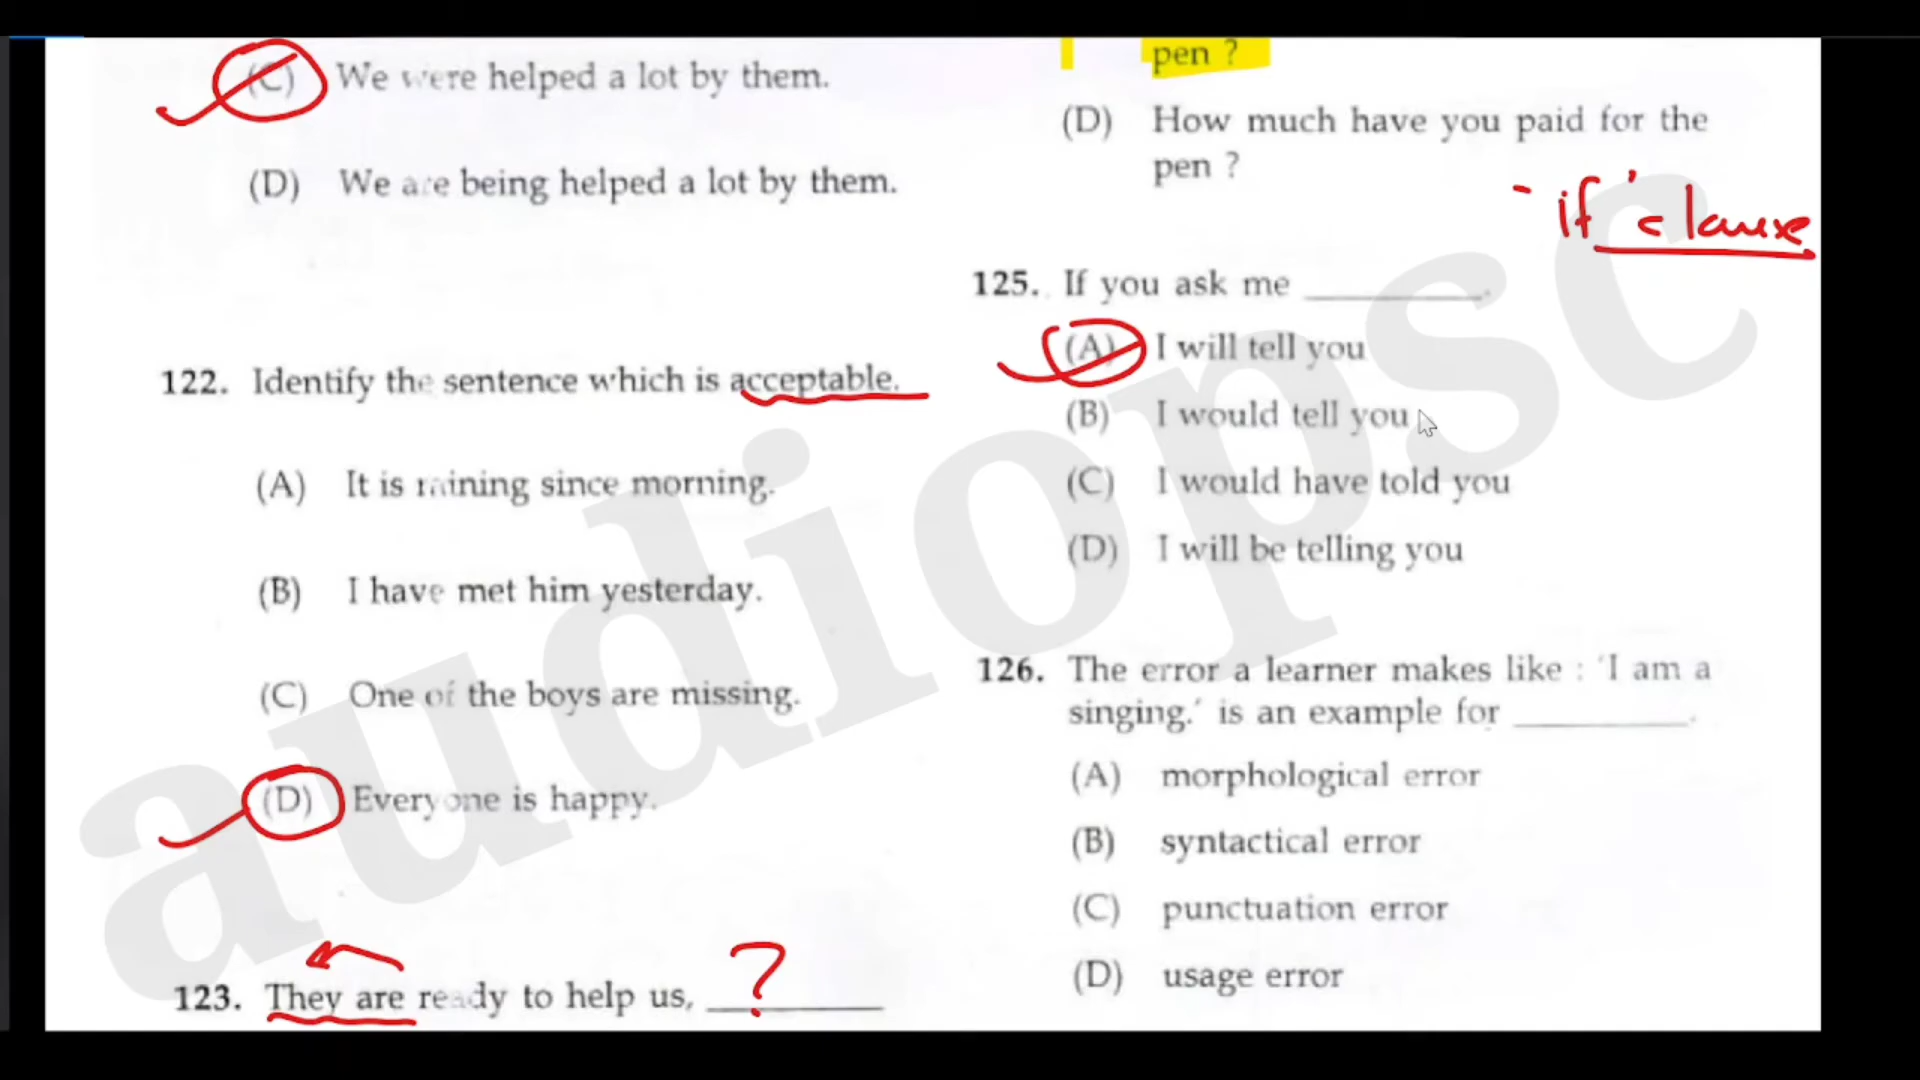 (C) We were helped a lot by them.
(D) We are being helped a lot by them.
122. Identify the sentence which is acceptable.
(A) It is raining since morning.
(B) I have met him yesterday.
(C) One of the boys are missing.
(D) Everyone is happy.
123. They are ready to help us, ________
?
pen ?
(D) How much have you paid for the
pen ?
"if' clause
125. If you ask me ________.
(A) I will tell you
(B) I would tell you
(C) I would have told you
(D) I will be telling you
126. The error a learner makes like : 'I am a
singing.' is an example for ________.
(A) morphological error
(B) syntactical error
(C) punctuation error
(D) usage error
audiopsc